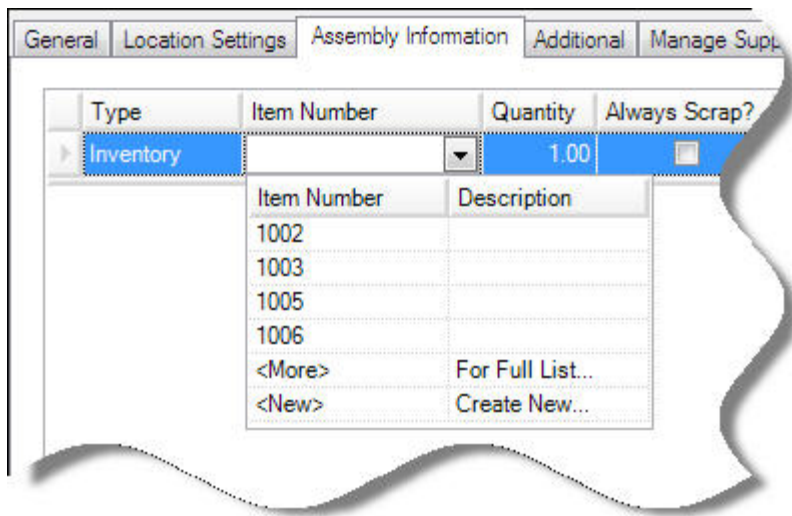 General Location Settings Assembly Information Additional Manage
Type Item Number Quantity Always Scrap?
Inventory 1.00
Item Number Description
1002
1003
1005
1006
<More> For Full List...
<New> Create New...